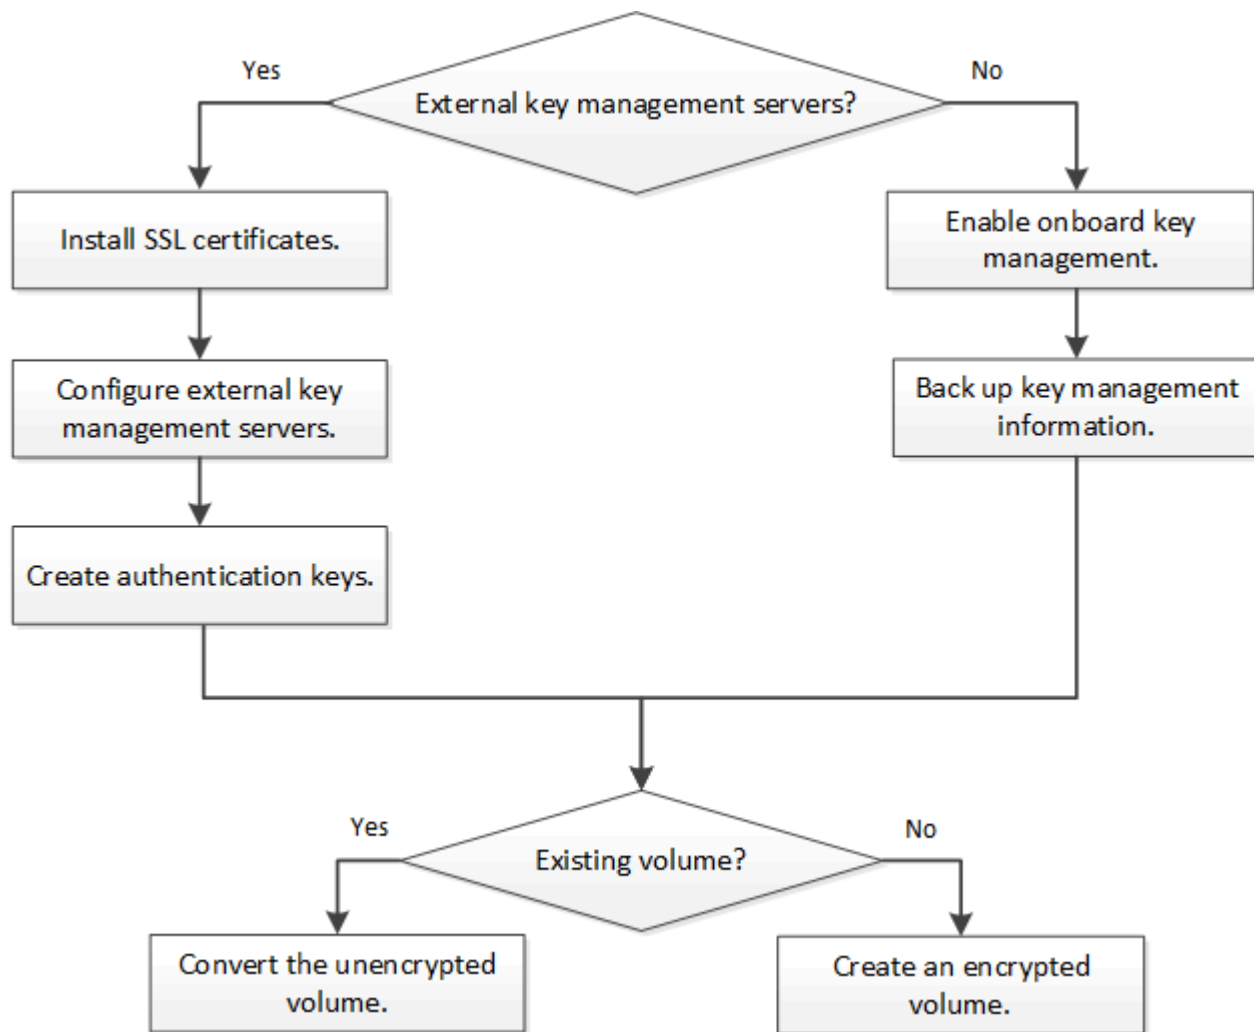 Yes
No
External key management servers?
Install SSL certificates.
Enable onboard key
management.
Configure external key
management servers.
Back up key management
information.
Create authentication keys.
Yes
No
Existing volume?
Convert the unencrypted
volume.
Create an encrypted
volume.